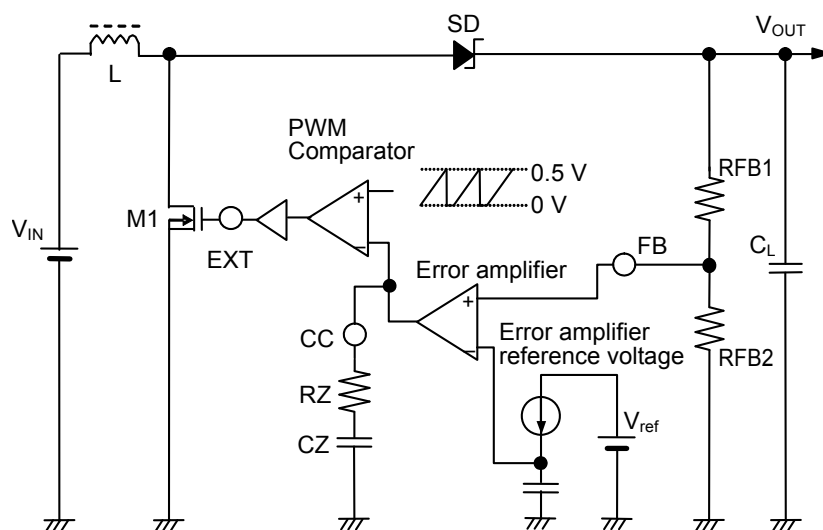 SD
V_OUT
L
PWM
Comparator
0.5 V
0 V
RFB1
M1
V_IN
EXT
+
−
FB
C_L
Error amplifier
+
−
CC
Error amplifier
reference voltage
RFB2
RZ
CZ
V_ref